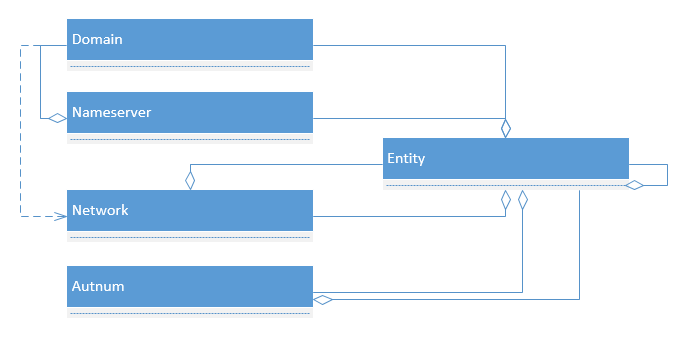 Domain
Nameserver
Entity
Network
Autnum